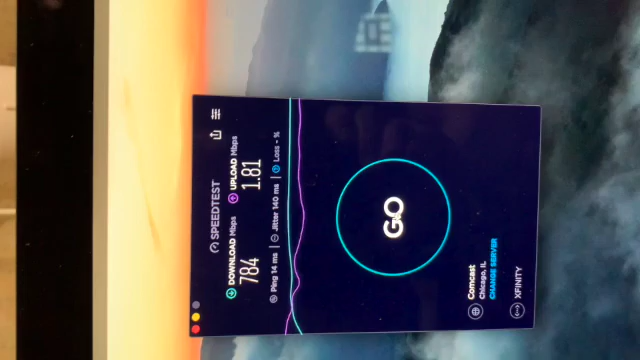 SPEEDTEST
DOWNLOAD Mbps
784
UPLOAD Mbps
1.81
Ping 14 ms
Jitter 140 ms
Loss - %
GO
Comcast
Chicago, IL
CHANGE SERVER
XFINITY